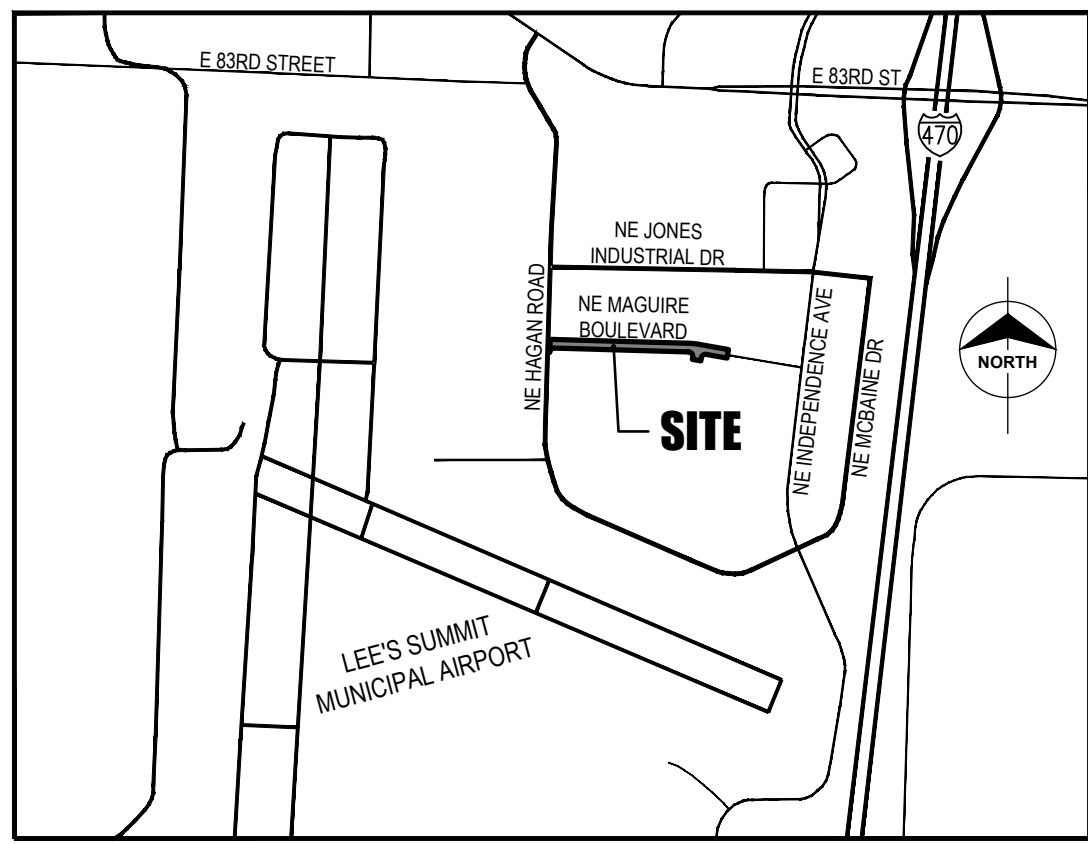 E 83RD STREET
E 83RD ST
470
NE JONES
INDUSTRIAL DR
NE HAGAN ROAD
NE MAGUIRE
BOULEVARD
NE INDEPENDENCE AVE
NE MCBAINE DR
NORTH
SITE
LEE'S SUMMIT
MUNICIPAL AIRPORT